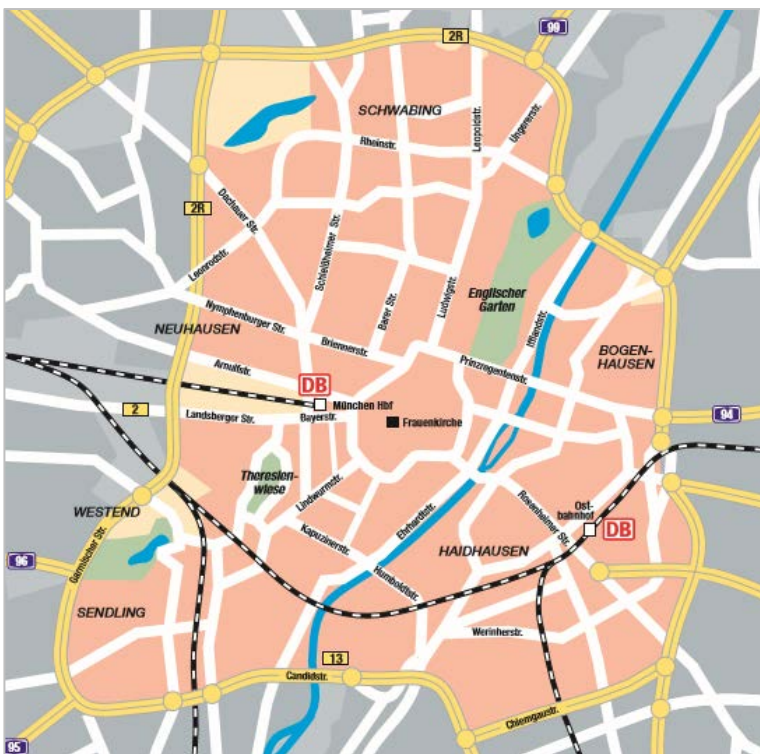 99
2R
SCHWABING
Leopoldstr.
Ungererstr.
Rheinstr.
2R
Dachauer Str.
Leonrodstr.
Schleißheimer Str.
Barer Str.
Ludwigstr.
Englischer
Garten
Ifflandstr.
Nymphenburger Str.
NEUHAUSEN
Briennerstr.
BOGEN-
HAUSEN
Prinzregentenstr.
Arnulfstr.
DB
2
München Hbf
94
Landsberger Str.
Bayerstr.
Frauenkirche
Theresien-
wiese
Lindwurmstr.
WESTEND
Ost-
bahnhof
Rosenheimer Str.
DB
Kapuzinerstr.
Ehrhardtstr.
HAIDHAUSEN
96
Garmischer Str.
Humboldtstr.
SENDLING
Werinherstr.
13
Candidstr.
Chiemgaustr.
95